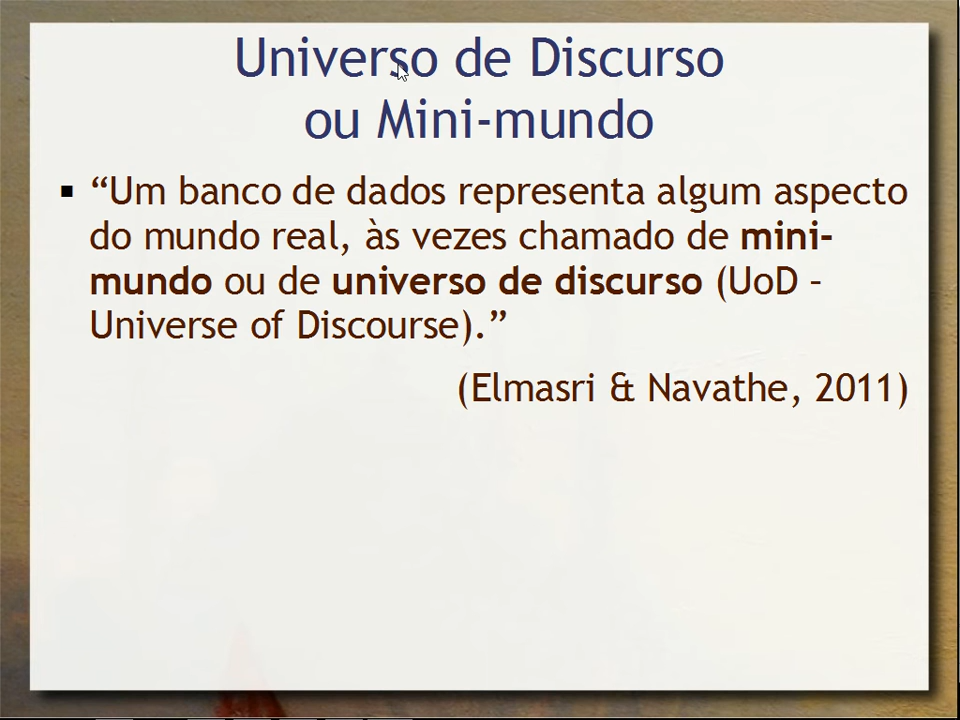 Universo de Discurso
ou Mini-mundo
▪ “Um banco de dados representa algum aspecto
do mundo real, às vezes chamado de mini-
mundo ou de universo de discurso (UoD –
Universe of Discourse).”
(Elmasri & Navathe, 2011)